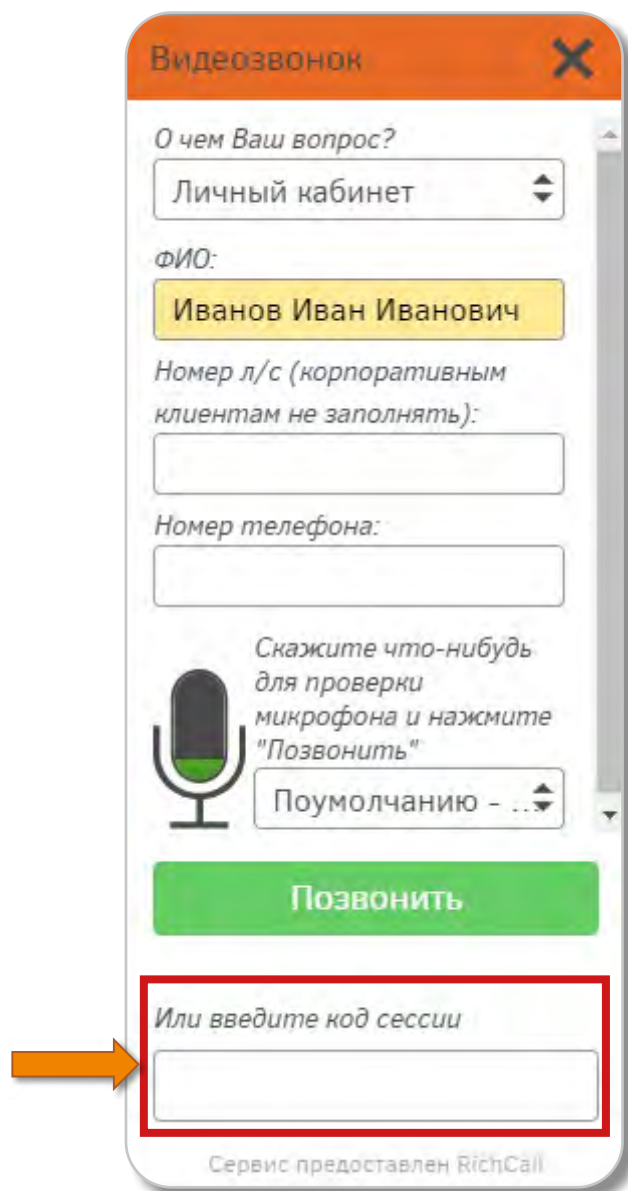 Видеозвонок
О чем Ваш вопрос?
Личный кабинет
ФИО:
Иванов Иван Иванович
Номер л/с (корпоративным
клиентам не заполнять):
Номер телефона:
Скажите что-нибудь
для проверки
микрофона и нажмите
"Позвонить"
Поумолчанию - ...
Позвонить
Или введите код сессии
Сервис предоставлен RichCall